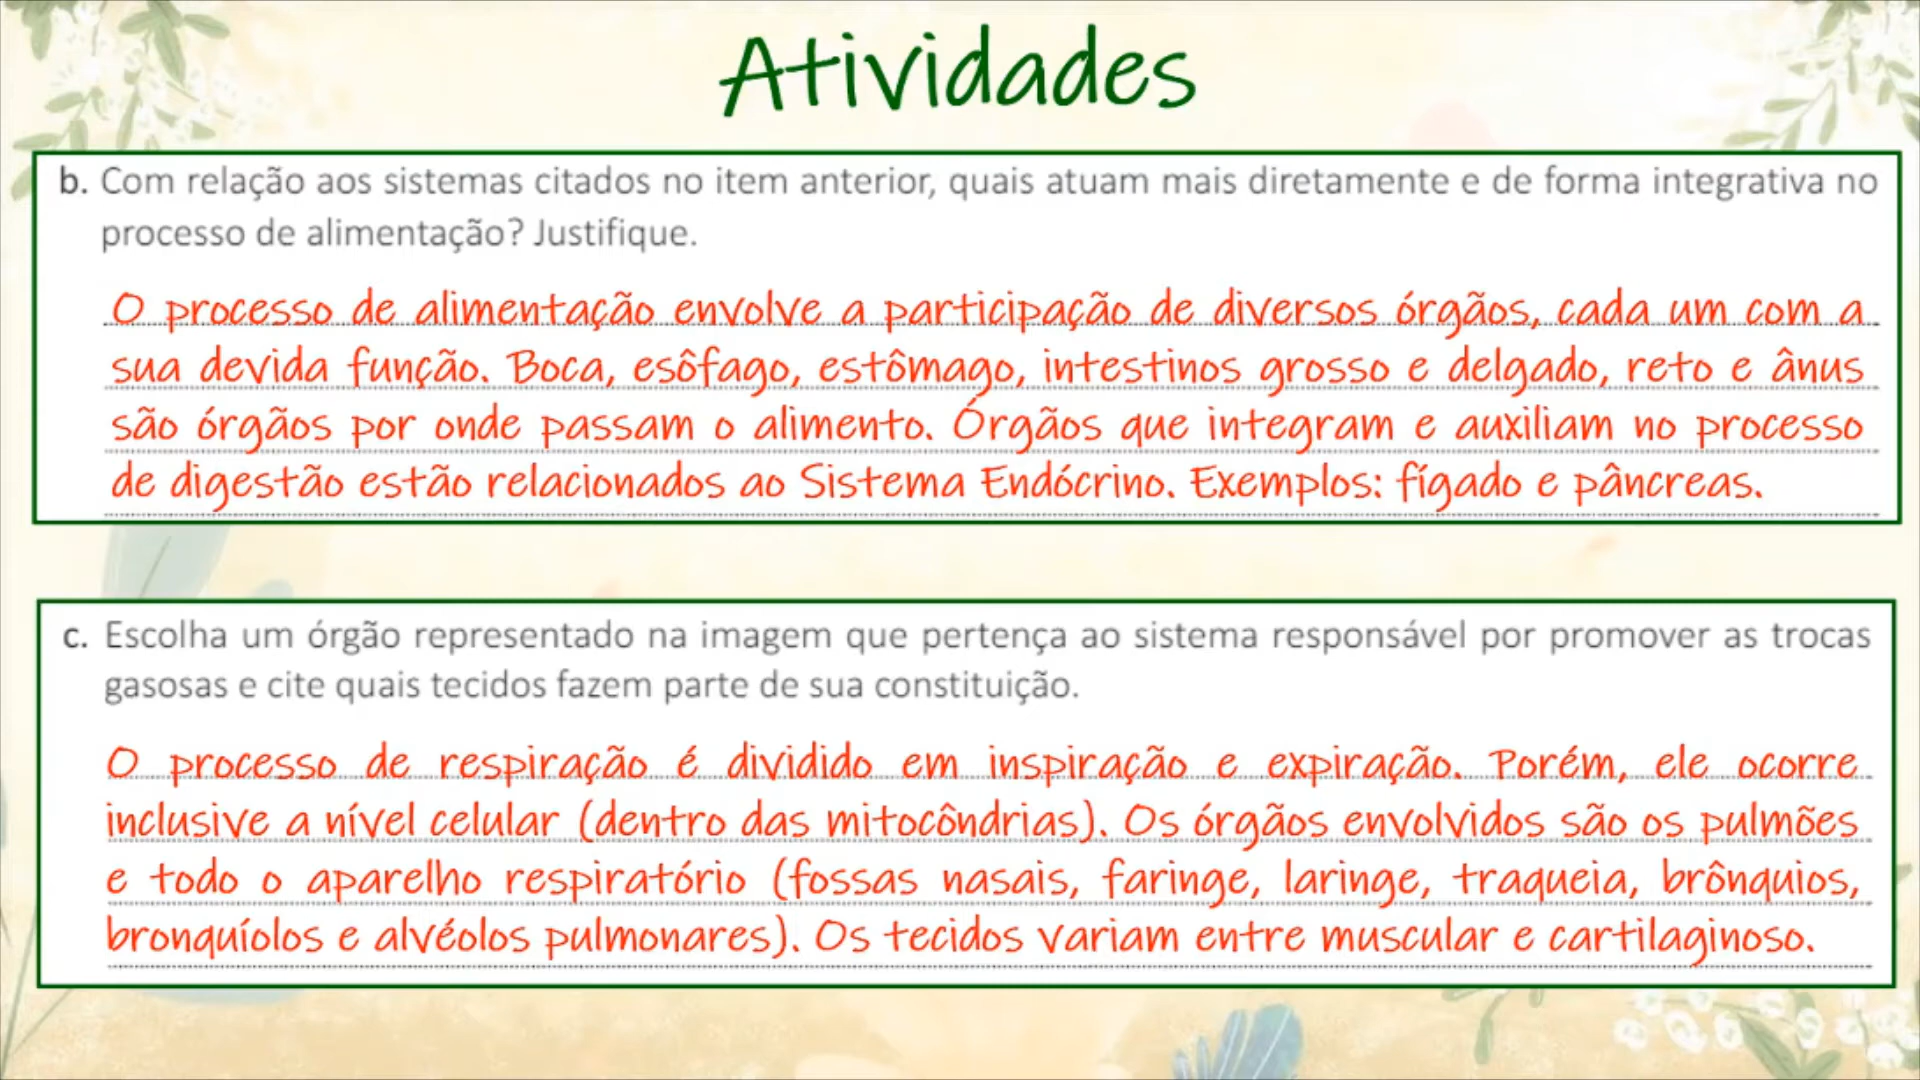 Atividades
b. Com relação aos sistemas citados no item anterior, quais atuam mais diretamente e de forma integrativa no
processo de alimentação? Justifique.
O processo de alimentação envolve a participação de diversos órgãos, cada um com a
sua devida função. Boca, esôfago, estômago, intestinos grosso e delgado, reto e ânus
são órgãos por onde passam o alimento. Órgãos que integram e auxiliam no processo
de digestão estão relacionados ao Sistema Endócrino. Exemplos: fígado e pâncreas.
c. Escolha um órgão representado na imagem que pertença ao sistema responsável por promover as trocas
gasosas e cite quais tecidos fazem parte de sua constituição.
O processo de respiração é dividido em inspiração e expiração. Porém, ele ocorre
inclusive a nível celular (dentro das mitocôndrias). Os órgãos envolvidos são os pulmões
e todo o aparelho respiratório (fossas nasais, faringe, laringe, traqueia, brônquios,
bronquíolos e alvéolos pulmonares). Os tecidos variam entre muscular e cartilaginoso.